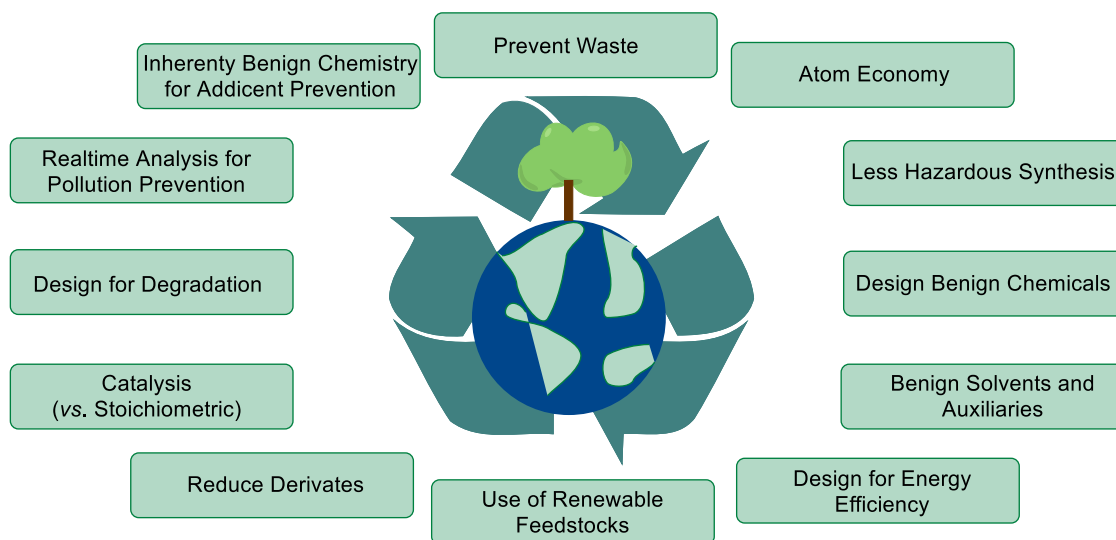 Prevent Waste
Atom Economy
Less Hazardous Synthesis
Design Benign Chemicals
Benign Solvents and
Auxiliaries
Design for Energy
Efficiency
Use of Renewable
Feedstocks
Reduce Derivates
Catalysis
(vs. Stoichiometric)
Design for Degradation
Realtime Analysis for
Pollution Prevention
Inherenty Benign Chemistry
for Addicent Prevention